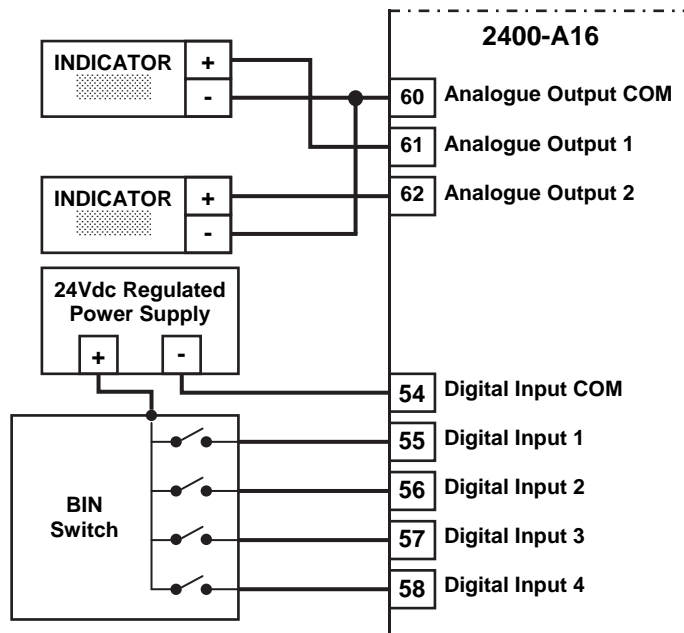 2400-A16
INDICATOR
+
-
60 Analogue Output COM
61 Analogue Output 1
INDICATOR
+
-
62 Analogue Output 2
24Vdc Regulated
Power Supply
+ -
54 Digital Input COM
55 Digital Input 1
56 Digital Input 2
BIN
Switch
57 Digital Input 3
58 Digital Input 4